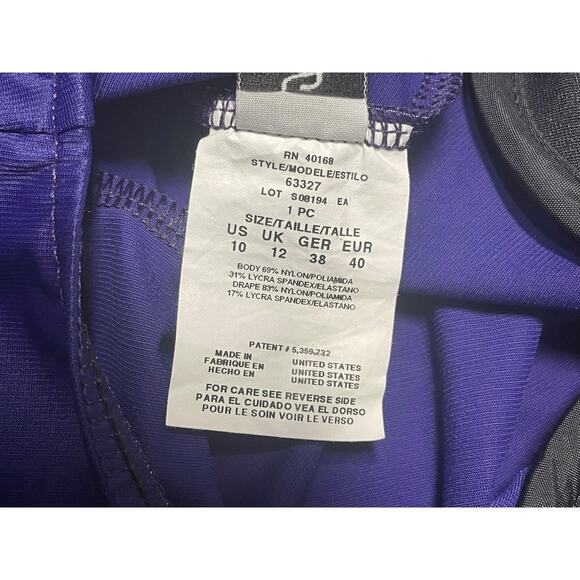 RN 40168
STYLE/MODELE/ESTILO
63327
LOT S08194 EA
1 PC
SIZE/TAILLE/TALLE
US UK GER EUR
10 12 38 40
BODY 69% NYLON/POLIAMIDA
31% LYCRA SPANDEX/ELASTANO
DRAPE 83% NYLON/POLIAMIDA
17% LYCRA SPANDEX/ELASTANO
PATENT # 5,359,732
MADE IN UNITED STATES
FABRIQUE EN UNITED STATES
HECHO EN UNITED STATES
FOR CARE SEE REVERSE SIDE
PARA EL CUIDADO VEA EL DORSO
POUR LE SOIN VOIR LE VERSO